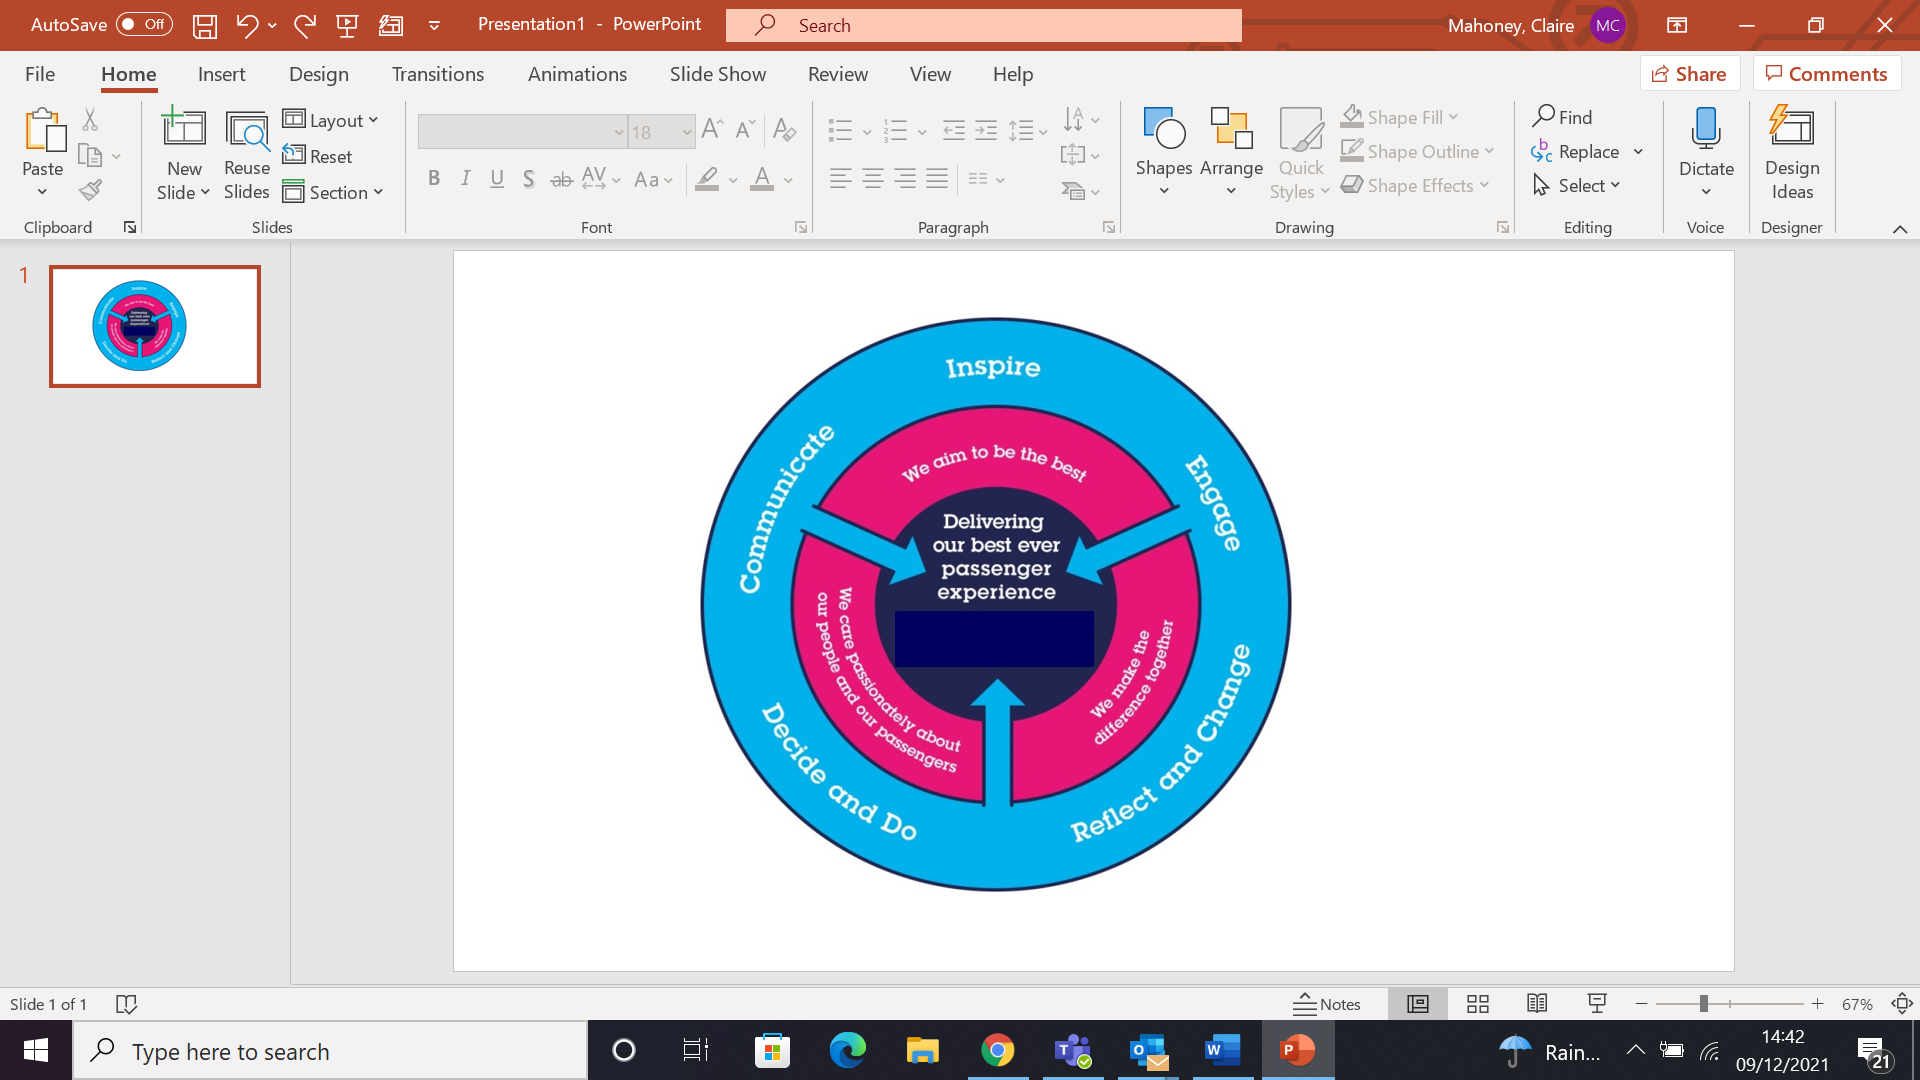 AutoSave Off Presentation1 - PowerPoint Search Mahoney, Claire MC
File Home Insert Design Transitions Animations Slide Show Review View Help Share Comments
Paste
Clipboard
New Slide
Reuse Slides
Layout
Reset
Section
Slides
18
B I U S ab AV Aa A
Font
Paragraph
Shapes
Arrange
Quick Styles
Shape Fill
Shape Outline
Shape Effects
Drawing
Find
Replace
Select
Editing
Dictate
Voice
Design Ideas
Designer
1
Inspire
Engage
Reflect and Change
Decide and Do
Communicate
We aim to be the best
We make the
difference together
We care passionately about
our people and our passengers
Delivering
our best ever
passenger
experience
Slide 1 of 1
Notes
67%
Type here to search
Rain...
14:42
09/12/2021
21